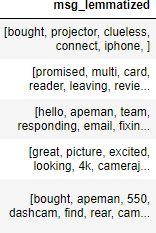 msg_lemmatized
[bought, projector, clueless,
connect, iphone, ]
[promised, multi, card,
reader, leaving, revie...
[hello, apeman, team,
responding, email, fixin...
[great, picture, excited,
looking, 4k, cameraj...
[bought, apeman, 550,
dashcam, find, rear, cam...